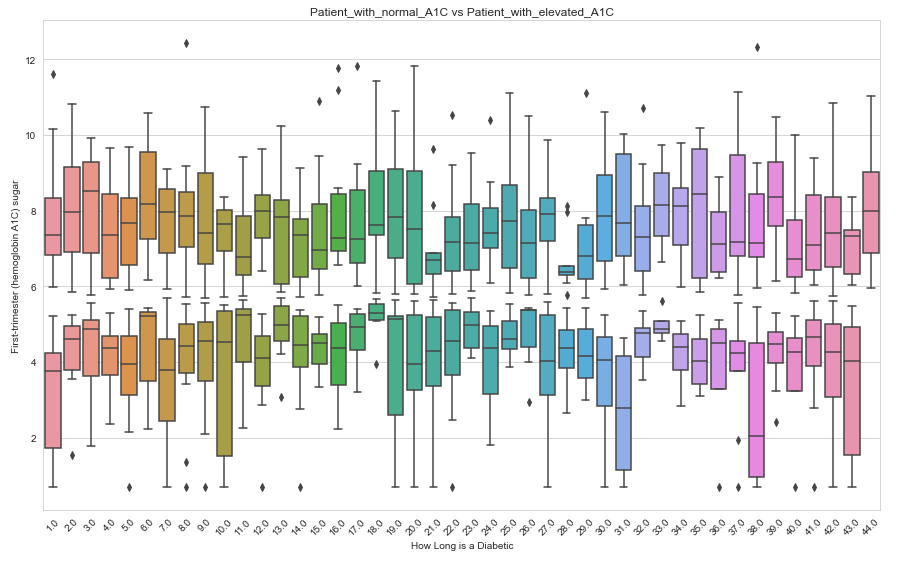 Patient_with_normal_A1C vs Patient_with_elevated_A1C
First-trimester (hemoglobin A1C) sugar
12
10
8
6
4
2
1.0 2.0 3.0 4.0 5.0 6.0 7.0 8.0 9.0 10.0 11.0 12.0 13.0 14.0 15.0 16.0 17.0 18.0 19.0 20.0 21.0 22.0 23.0 24.0 25.0 26.0 27.0 28.0 29.0 30.0 31.0 32.0 33.0 34.0 35.0 36.0 37.0 38.0 39.0 40.0 41.0 42.0 43.0 44.0
How Long is a Diabetic